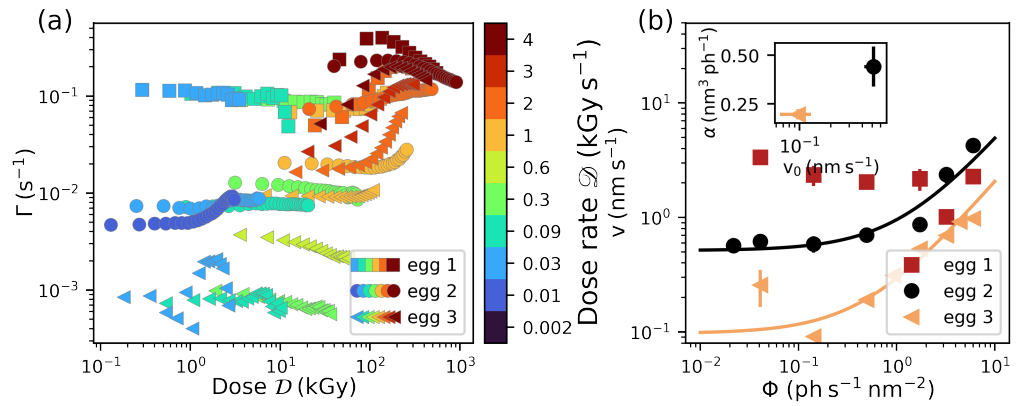 (a)
Γ (s⁻¹)
10⁻¹
10⁻²
10⁻³
10⁻¹
10⁰
10¹
10²
10³
Dose 𝒟 (kGy)
egg 1
egg 2
egg 3
4
3
2
1
0.6
0.3
0.09
0.03
0.01
0.002
Dose rate 𝒟 (kGy s⁻¹)
(b)
v (nm s⁻¹)
10²
10¹
10⁰
10⁻¹
α (nm³ ph⁻¹)
0.50
0.25
10⁻¹
v₀ (nm s⁻¹)
egg 1
egg 2
egg 3
10⁻²
10⁻¹
10⁰
10¹
Φ (ph s⁻¹ nm⁻²)